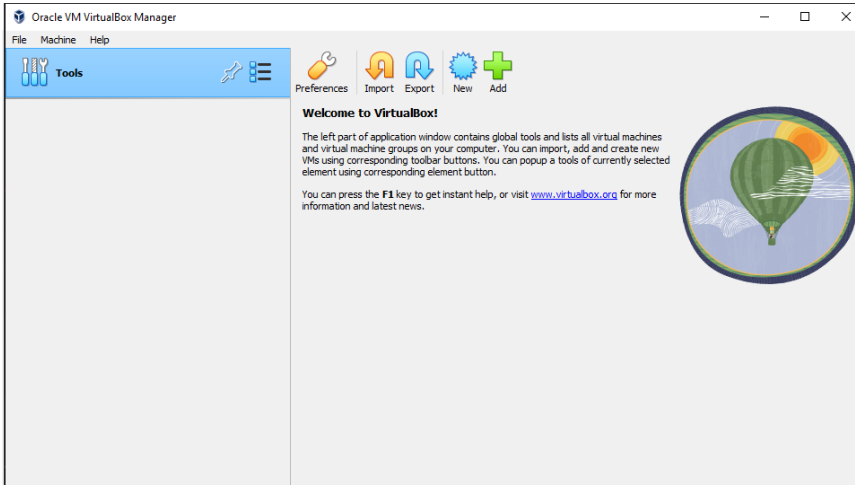 Oracle VM VirtualBox Manager
File Machine Help
Tools
Preferences Import Export New Add
Welcome to VirtualBox!
The left part of application window contains global tools and lists all virtual machines
and virtual machine groups on your computer. You can import, add and create new
VMs using corresponding toolbar buttons. You can popup a tools of currently selected
element using corresponding element button.
You can press the F1 key to get instant help, or visit www.virtualbox.org for more
information and latest news.